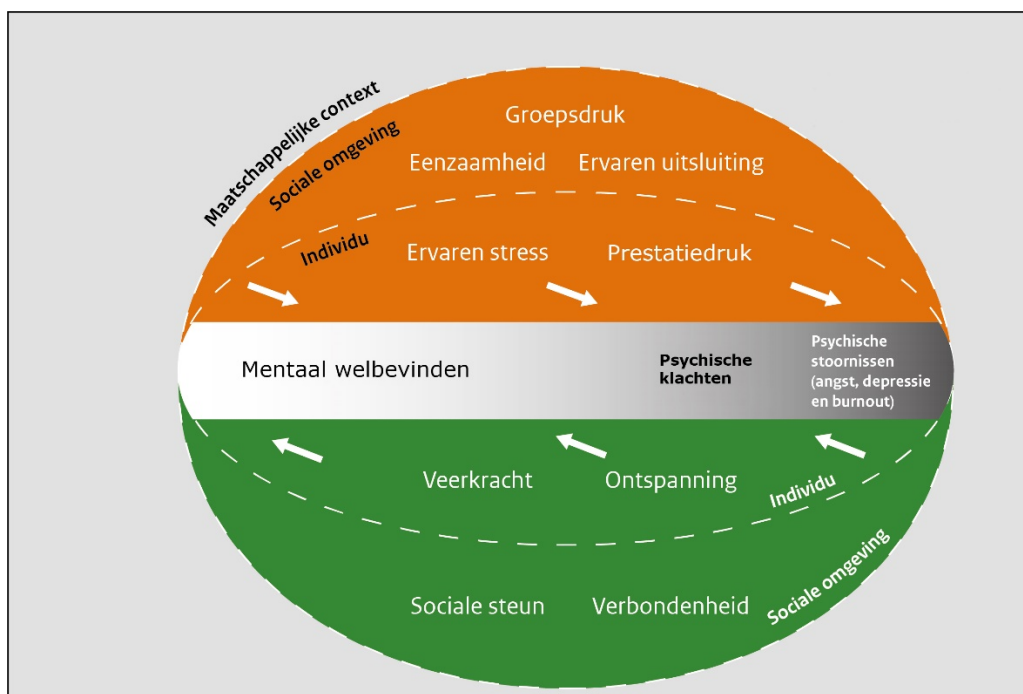 Maatschappelijke context
Sociale omgeving
Groepsdruk
Eenzaamheid
Ervaren uitsluiting
Individu
Ervaren stress
Prestatiedruk
Mentaal welbevinden
Psychische
klachten
Psychische
stoornissen
(angst, depressie
en burnout)
Veerkracht
Ontspanning
Individu
Sociale steun
Verbondenheid
Sociale omgeving